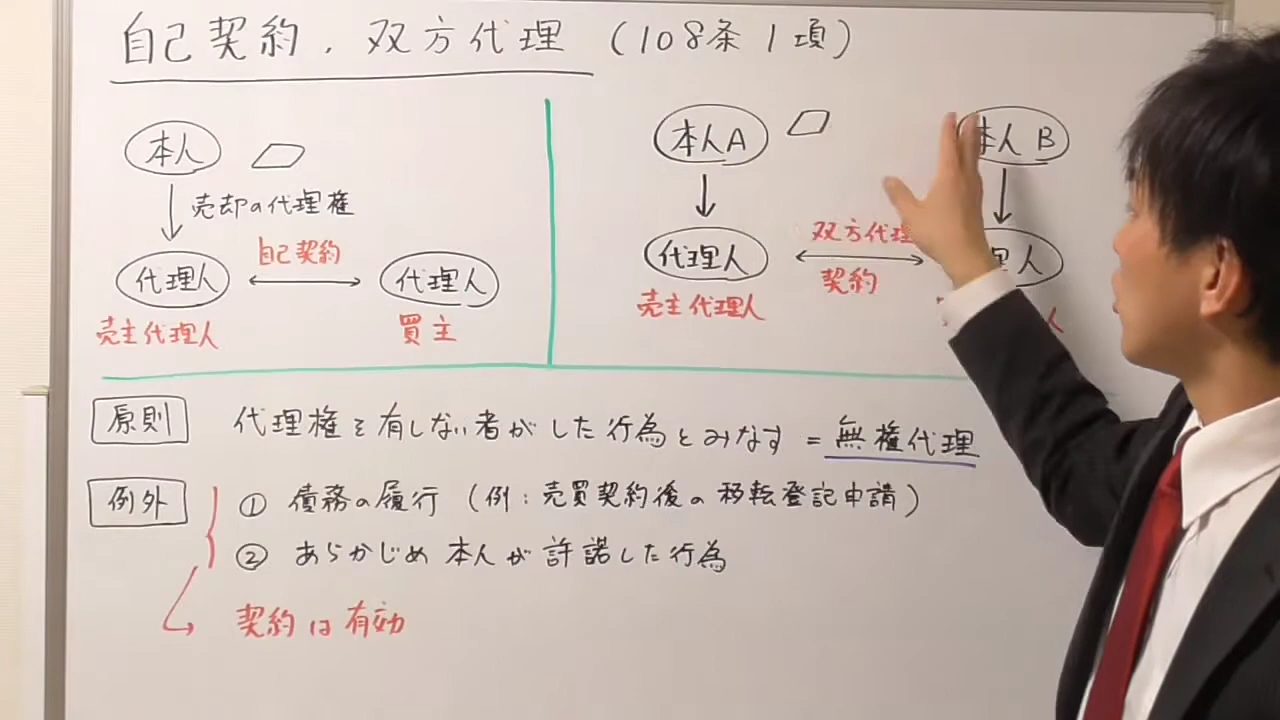 自己契約,双方代理 (108条1項)
本人
売却の代理権
代理人
自己契約
代理人
売主代理人
買主
本人A
本人B
代理人
双方代理
契約
理人
売主代理人
原則 代理権を有しない者がした行為とみなす = 無権代理
例外 ① 債務の履行 (例:売買契約後の移転登記申請)
② あらかじめ本人が許諾した行為
契約は有効